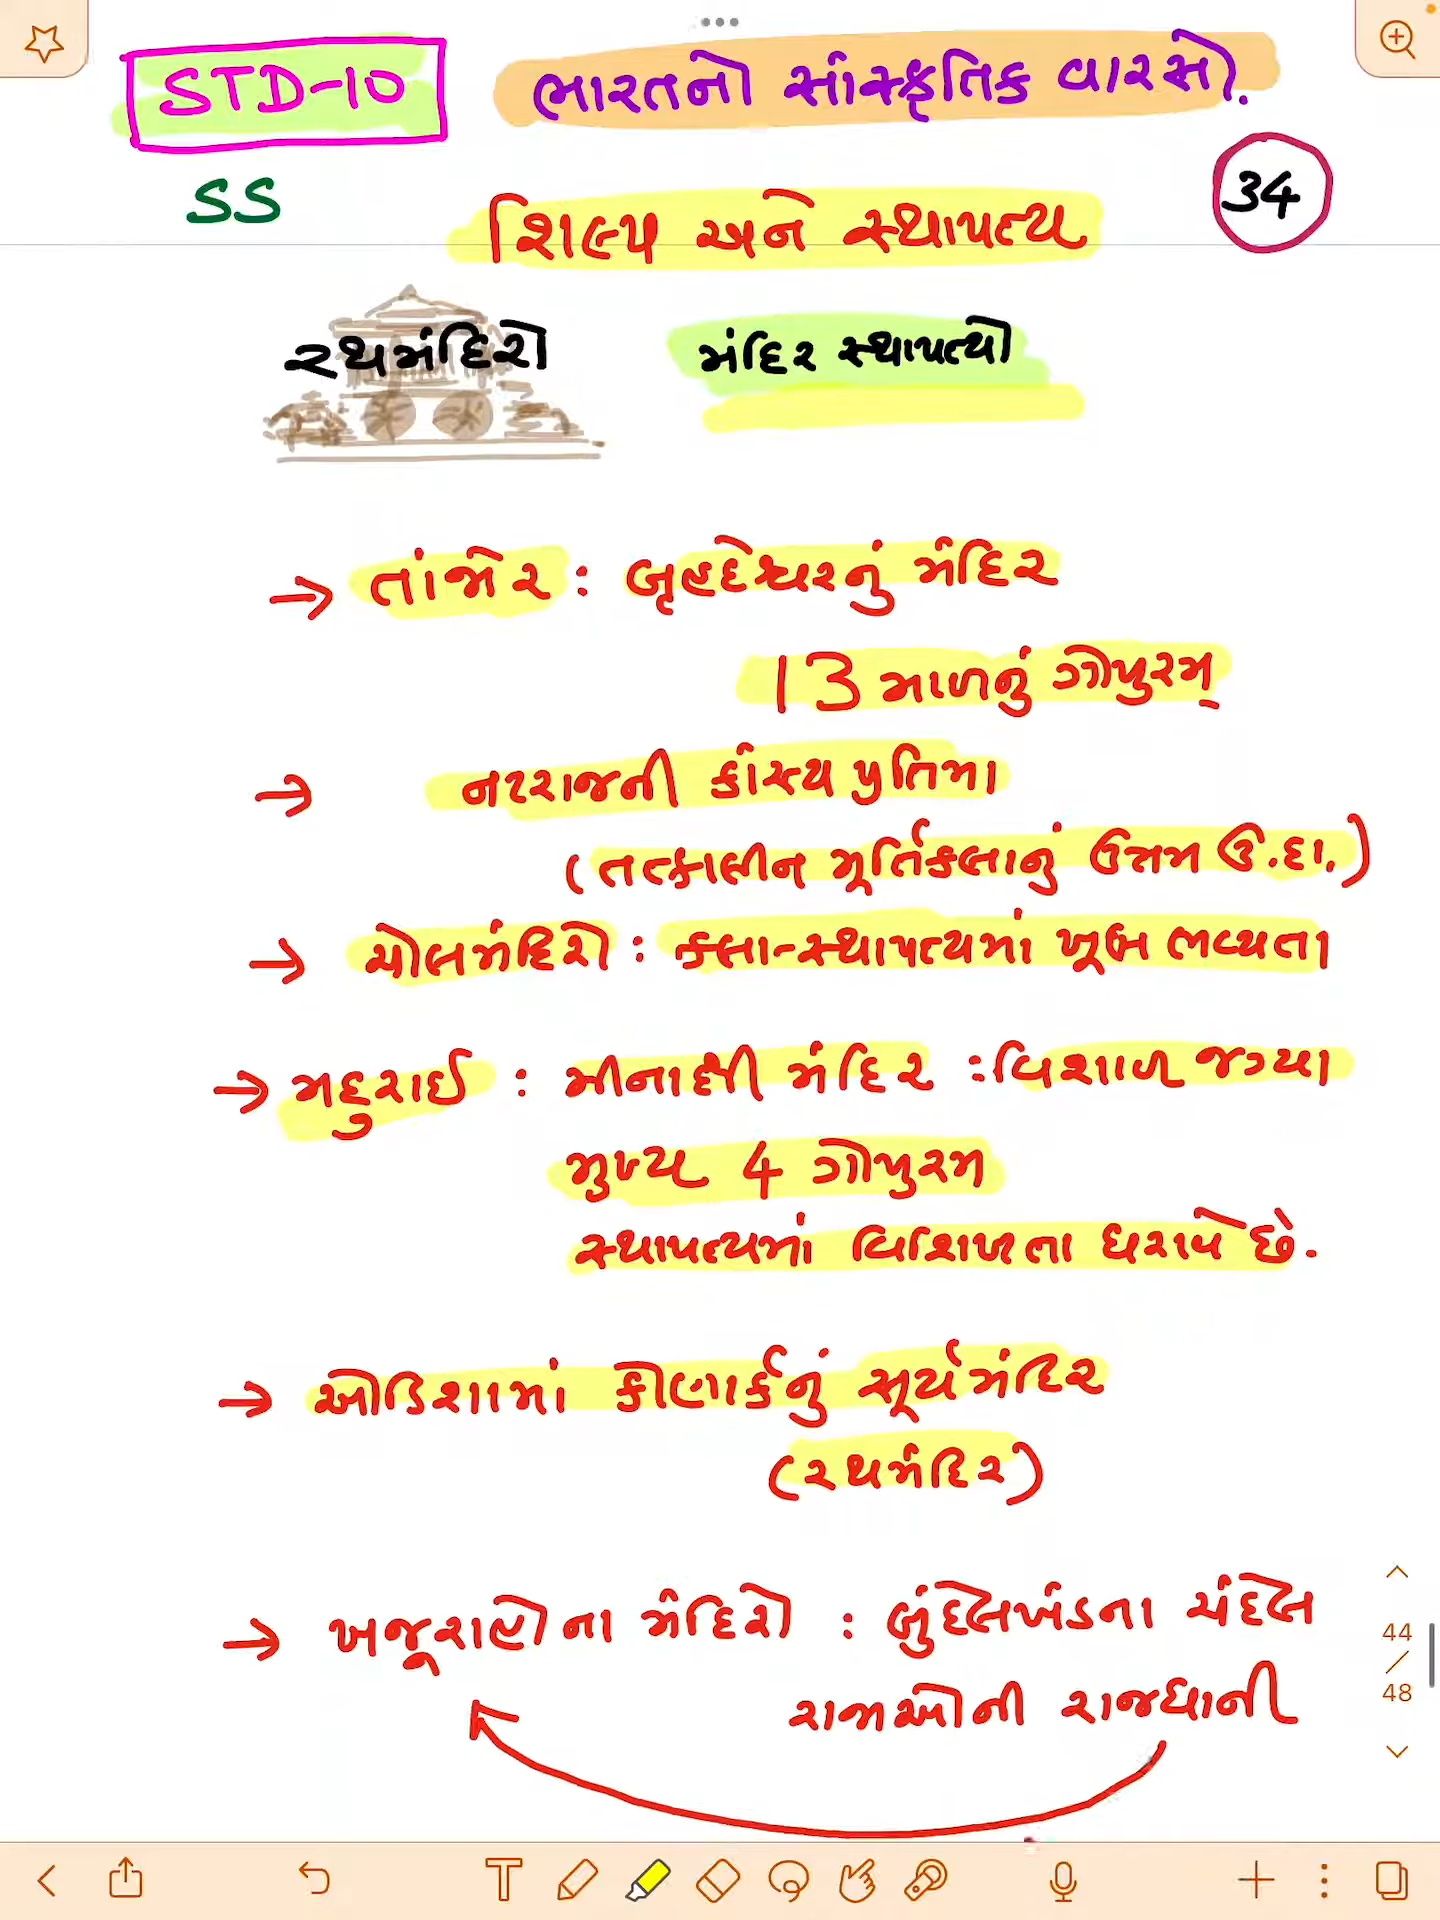 STD-10 ભારતનો સાંસ્કૃતિક વારસો.
SS
34
શિલ્પ અને સ્થાપત્ય
રથમંદિરો મંદિર સ્થાપત્યો
→ તાંજોર : બૃહદેશ્વરનું મંદિર
13 માળનું ગોપુરમ્
→ નટરાજની કાંસ્ય પ્રતિમા
(તત્કાલીન મૂર્તિકલાનું ઉત્તમ ઉ.દા.)
→ ચોલમંદિરો : કલા-સ્થાપત્યમાં ખૂબ ભવ્યતા
→ મદુરાઈ : મીનાક્ષી મંદિર : વિશાળ જગ્યા
મુખ્ય 4 ગોપુરમ
સ્થાપત્યમાં વિશિષ્ટતા ધરાવે છે.
→ ઓડિશામાં કોણાર્કનું સૂર્યમંદિર
(રથમંદિર)
→ ખજૂરાહોના મંદિરો : બુંદેલખંડના ચંદેલ
રાજાઓની રાજધાની
44
/
48
T